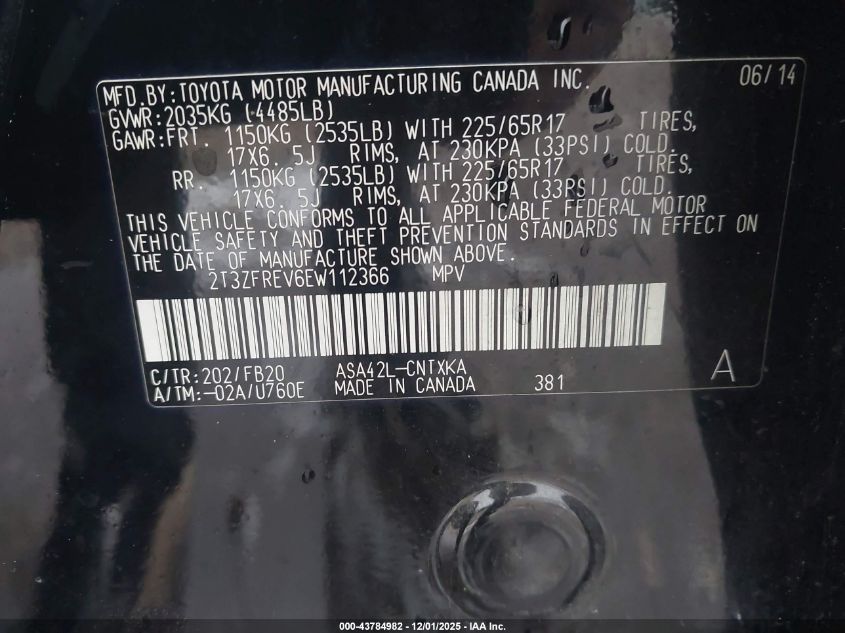 MFD.BY:TOYOTA MOTOR MANUFACTURING CANADA INC. 06/14
GVWR:2035KG (4485LB)
GAWR:FRT. 1150KG (2535LB) WITH 225/65R17 TIRES,
17X6.5J RIMS, AT 230KPA (33PSI) COLD.
RR. 1150KG (2535LB) WITH 225/65R17 TIRES,
17X6.5J RIMS, AT 230KPA (33PSI) COLD.
THIS VEHICLE CONFORMS TO ALL APPLICABLE FEDERAL MOTOR
VEHICLE SAFETY AND THEFT PREVENTION STANDARDS IN EFFECT ON
THE DATE OF MANUFACTURE SHOWN ABOVE.
2T3ZFREV6EW112366 MPV
C/TR:202/FB20 ASA42L-CNTXKA A
A/TM:-02A/U760E MADE IN CANADA 381
000-43784982 - 12/01/2025 - IAA Inc.